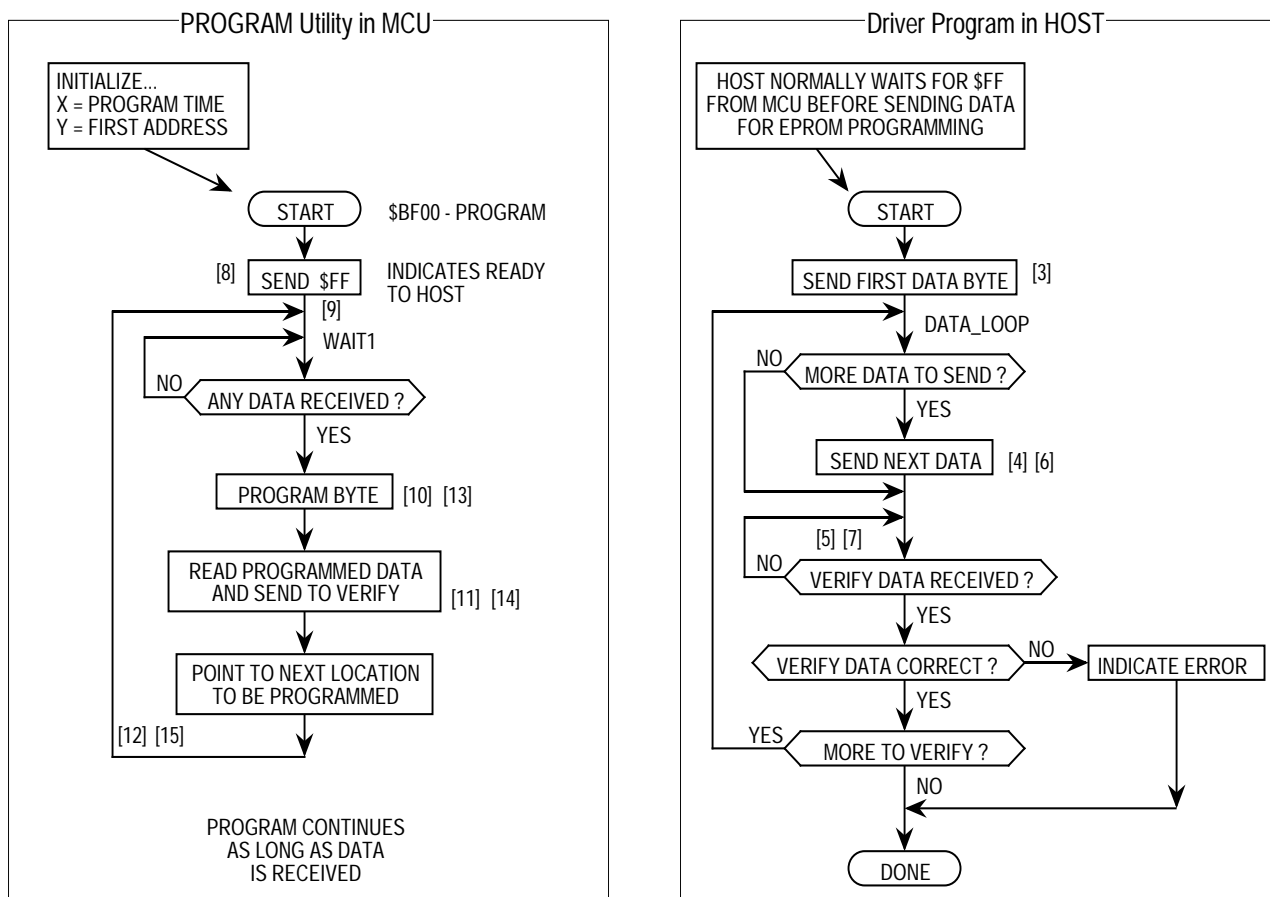 PROGRAM Utility in MCU
INITIALIZE...
X = PROGRAM TIME
Y = FIRST ADDRESS
START
$BF00 - PROGRAM
[8]
SEND $FF
INDICATES READY
TO HOST
[9]
WAIT1
NO
ANY DATA RECEIVED ?
YES
PROGRAM BYTE
[10] [13]
READ PROGRAMMED DATA
AND SEND TO VERIFY
[11] [14]
POINT TO NEXT LOCATION
TO BE PROGRAMMED
[12] [15]
PROGRAM CONTINUES
AS LONG AS DATA
IS RECEIVED
Driver Program in HOST
HOST NORMALLY WAITS FOR $FF
FROM MCU BEFORE SENDING DATA
FOR EPROM PROGRAMMING
START
SEND FIRST DATA BYTE
[3]
DATA_LOOP
NO
MORE DATA TO SEND ?
YES
SEND NEXT DATA
[4] [6]
[5] [7]
NO
VERIFY DATA RECEIVED ?
YES
VERIFY DATA CORRECT ?
NO
INDICATE ERROR
YES
YES
MORE TO VERIFY ?
NO
DONE